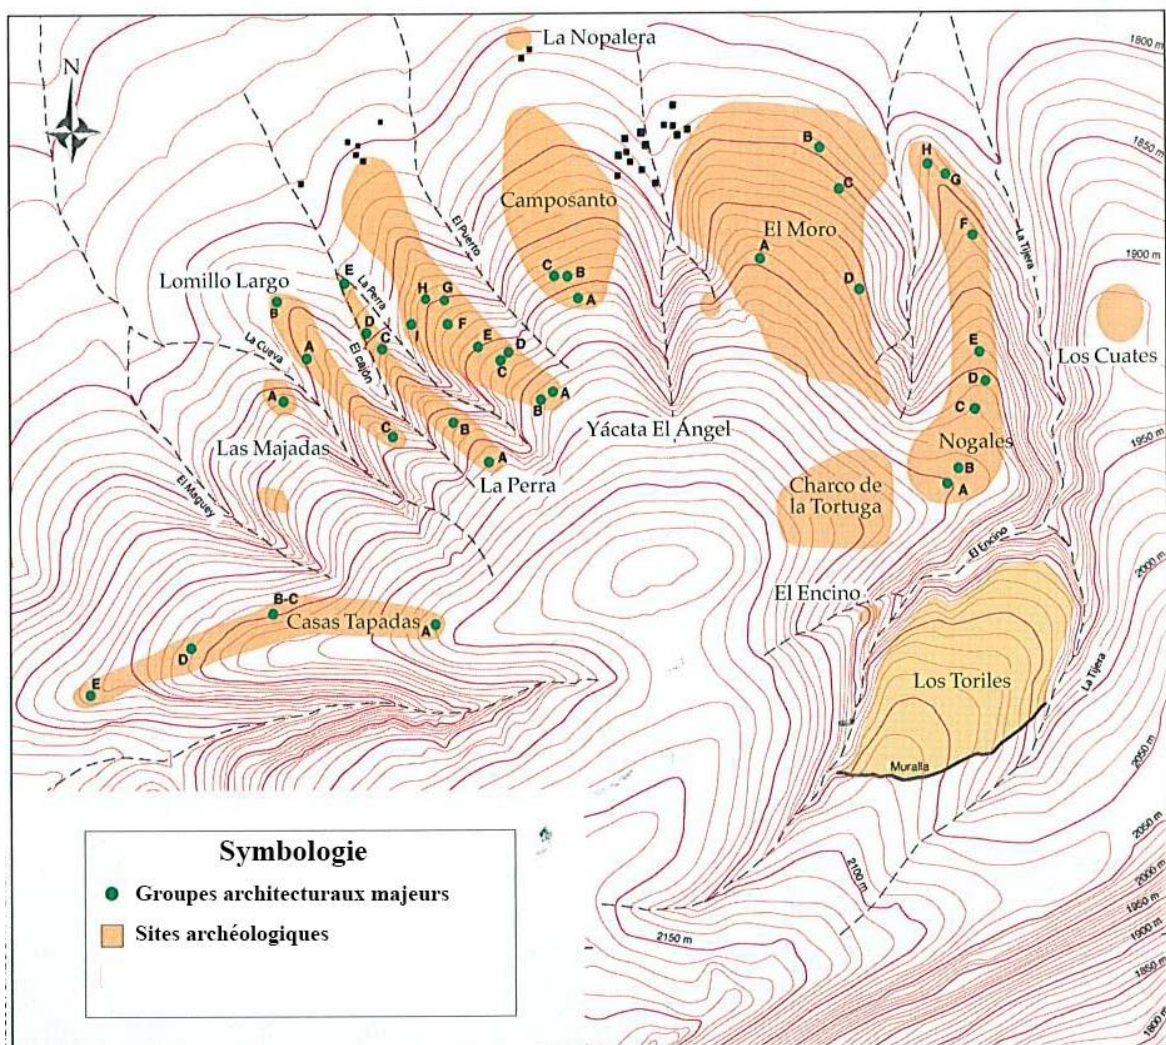 N
La Nopalera
1800 m
1850 m
B
H
G
Camposanto
C
El Puerto
F
La Tijera
El Moro
A
1900 m
C
B
A
D
E
La Perra
Lomillo Largo
B
H
G
I
F
E
D
C
Los Cuates
La Cueva
A
D
C
El cajón
E
D
C
A
B
A
Yácata El Ángel
C
B
Las Majadas
1950 m
Nogales
A
La Perra
B
A
El Maguey
Charco de
la Tortuga
El Encino
2000 m
El Encino
B-C
Casas Tapadas
A
D
E
Los Toriles
La Tijera
Muralla
2050 m
2050 m
2000 m
1950 m
1900 m
1850 m
1800 m
2100 m
2150 m
Symbologie
Groupes architecturaux majeurs
Sites archéologiques